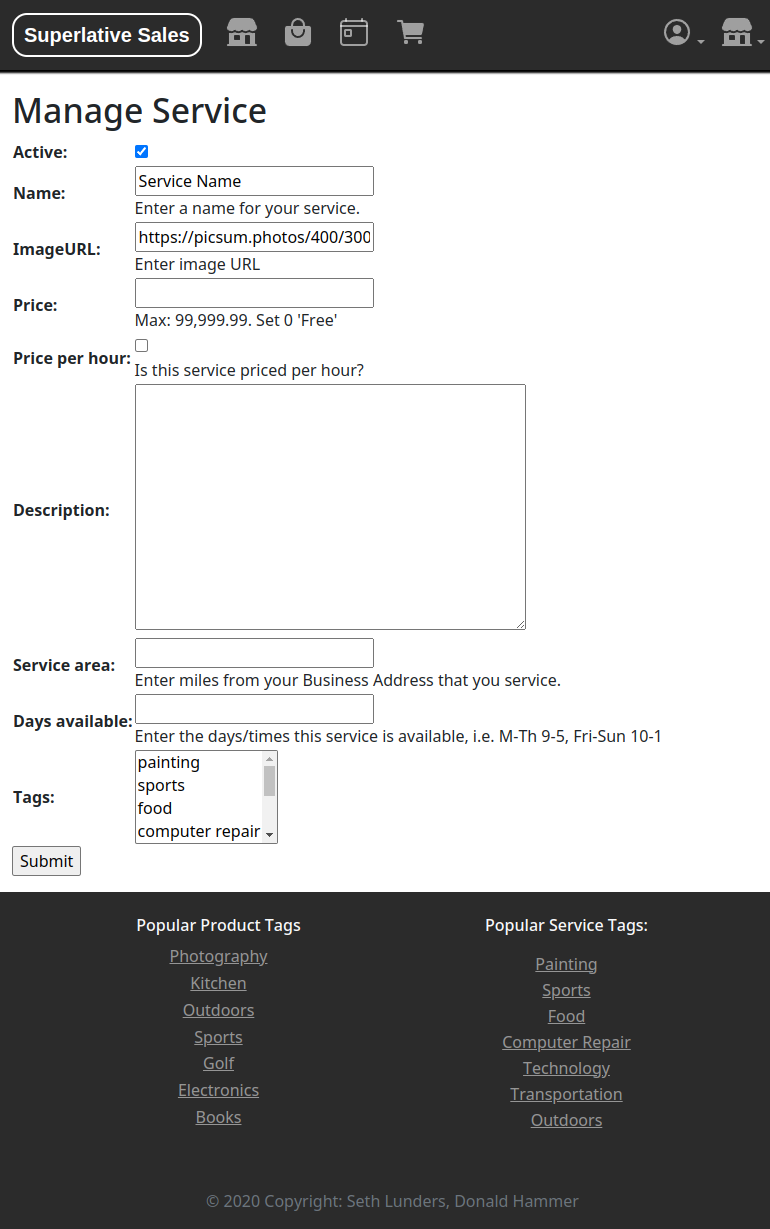 Superlative Sales
Manage Service
Active:
Name:
Service Name
Enter a name for your service.
ImageURL:
https://picsum.photos/400/300
Enter image URL
Price:
Max: 99,999.99. Set 0 'Free'
Price per hour:
Is this service priced per hour?
Description:
Service area:
Enter miles from your Business Address that you service.
Days available:
Enter the days/times this service is available, i.e. M-Th 9-5, Fri-Sun 10-1
Tags:
painting
sports
food
computer repair
Submit
Popular Product Tags
Photography
Kitchen
Outdoors
Sports
Golf
Electronics
Books
Popular Service Tags:
Painting
Sports
Food
Computer Repair
Technology
Transportation
Outdoors
© 2020 Copyright: Seth Lunders, Donald Hammer